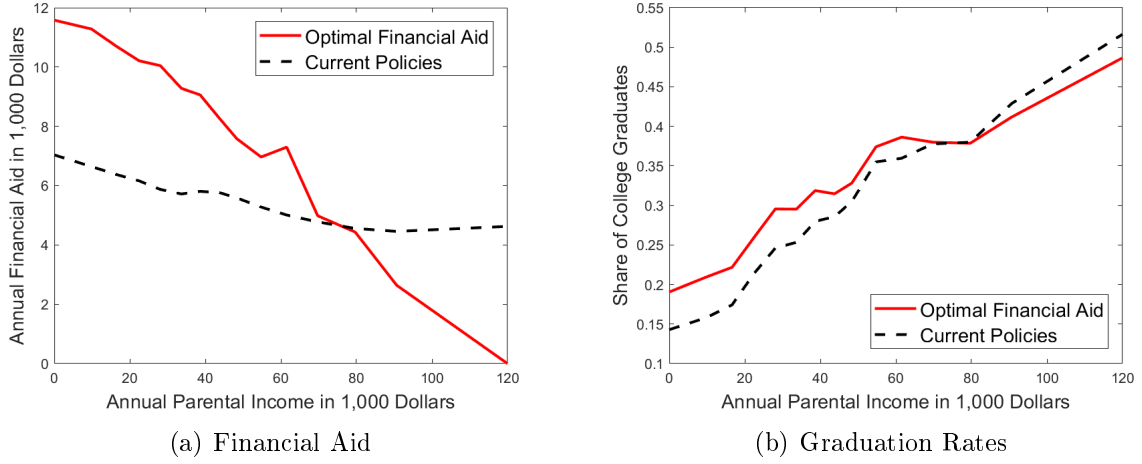 12
10
8
6
4
2
0
Annual Financial Aid in 1,000 Dollars
Optimal Financial Aid
Current Policies
0 20 40 60 80 100 120
Annual Parental Income in 1,000 Dollars
(a) Financial Aid
0.55
0.5
0.45
0.4
0.35
0.3
0.25
0.2
0.15
0.1
Share of College Graduates
Optimal Financial Aid
Current Policies
0 20 40 60 80 100 120
Annual Parental Income in 1,000 Dollars
(b) Graduation Rates